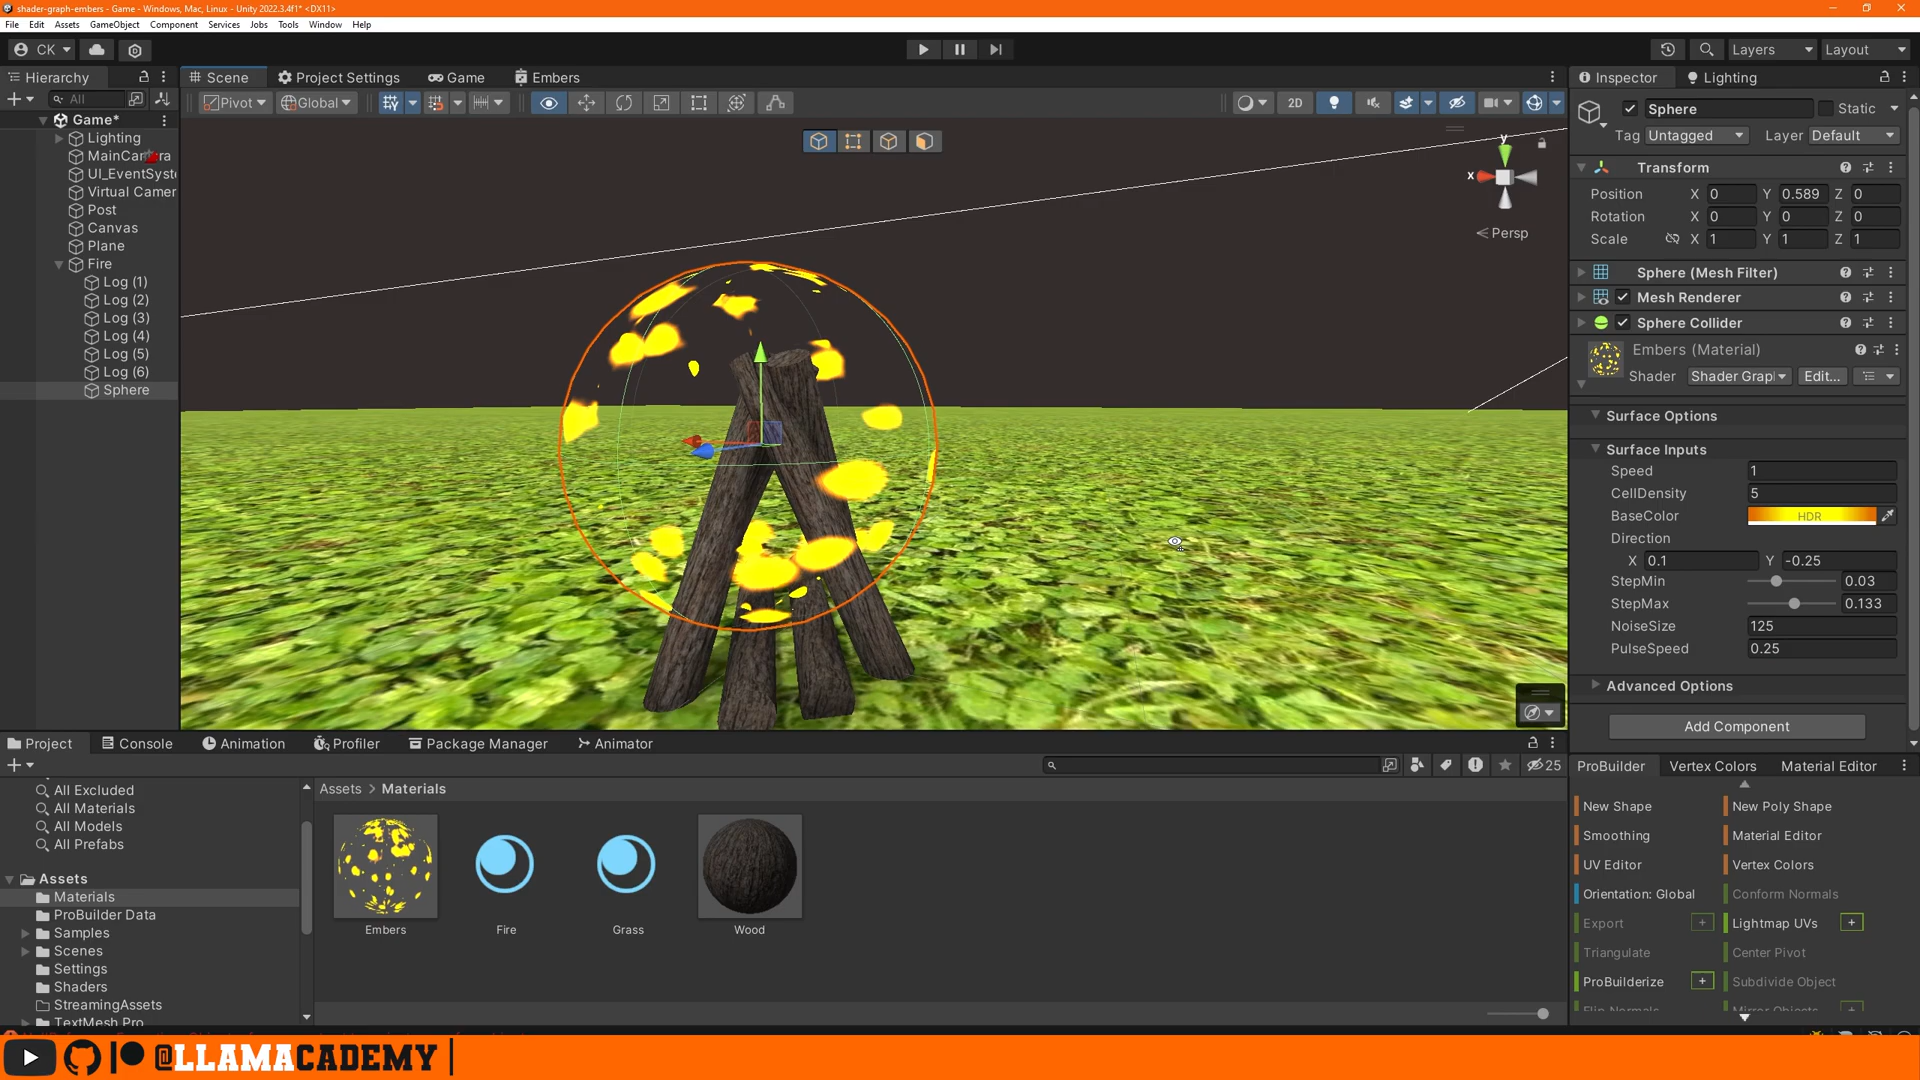 shader-graph-embers - Game - Windows, Mac, Linux - Unity 2022.3.4f1* <DX11>
File Edit Assets GameObject Component Services Jobs Tools Window Help
CK Layers Layout
Hierarchy
All
Game*
Lighting
MainCamera
UI_EventSyste
Virtual Camer
Post
Canvas
Plane
Fire
Log (1)
Log (2)
Log (3)
Log (4)
Log (5)
Log (6)
Sphere
Scene Project Settings Game Embers
Pivot Global 2D
y
x
Persp
Inspector Lighting
Sphere Static
Tag Untagged Layer Default
Transform
Position X 0 Y 0.589 Z 0
Rotation X 0 Y 0 Z 0
Scale X 1 Y 1 Z 1
Sphere (Mesh Filter)
Mesh Renderer
Sphere Collider
Embers (Material)
Shader Shader Grap Edit...
Surface Options
Surface Inputs
Speed 1
CellDensity 5
BaseColor HDR
Direction
X 0.1 Y -0.25
StepMin 0.03
StepMax 0.133
NoiseSize 125
PulseSpeed 0.25
Advanced Options
Add Component
Project Console Animation Profiler Package Manager Animator
25
All Excluded
All Materials
All Models
All Prefabs
Assets
Materials
ProBuilder Data
Samples
Scenes
Settings
Shaders
StreamingAssets
TextMesh Pro
Assets > Materials
Embers Fire Grass Wood
ProBuilder Vertex Colors Material Editor
New Shape New Poly Shape
Smoothing Material Editor
UV Editor Vertex Colors
Orientation: Global Conform Normals
Export + Lightmap UVs +
Triangulate Center Pivot
ProBuilderize + Subdivide Object
Flip Normals Mirror Objects
@LLAMACADEMY